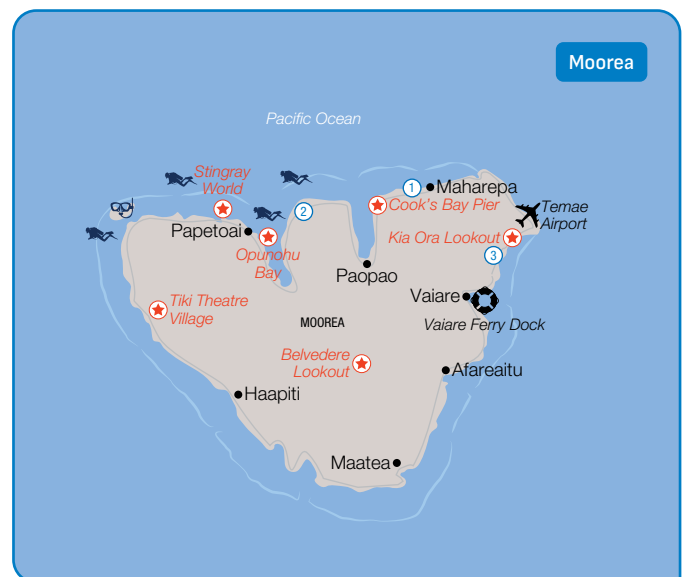 Moorea
Pacific Ocean
Stingray
World
1
Maharepa
2
Cook's Bay Pier
Temae
Airport
Papetoai
Kia Ora Lookout
Opunohu
Bay
3
Paopao
Vaiare
Tiki Theatre
Village
MOOREA
Vaiare Ferry Dock
Belvedere
Lookout
Afareaitu
Haapiti
Maatea